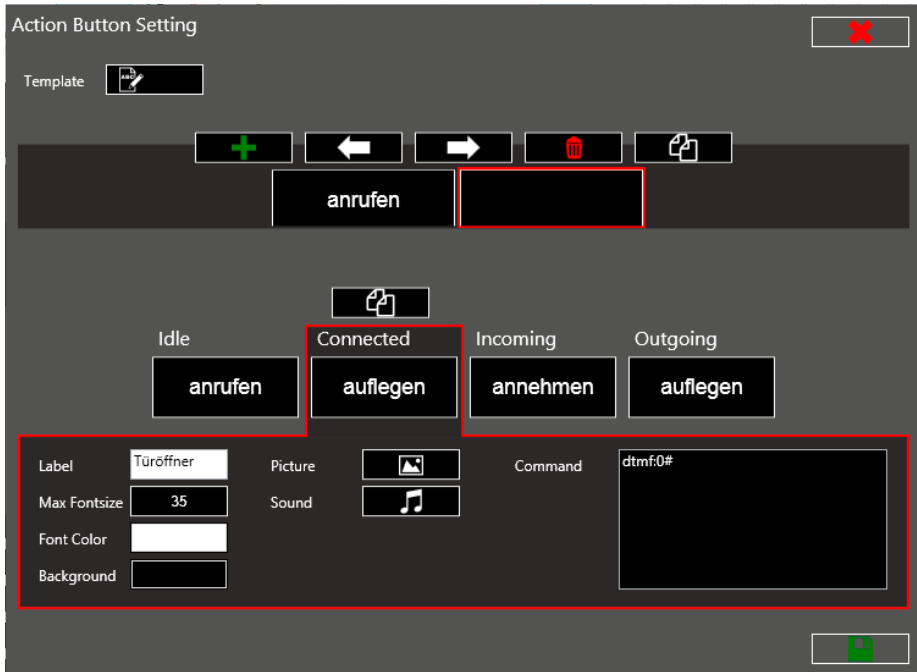 Action Button Setting
Template
ABC
anrufen
Idle
Connected
Incoming
Outgoing
anrufen
auflegen
annehmen
auflegen
Label
Türöffner
Picture
Command
dtmf:0#
Max Fontsize
35
Sound
Font Color
Background